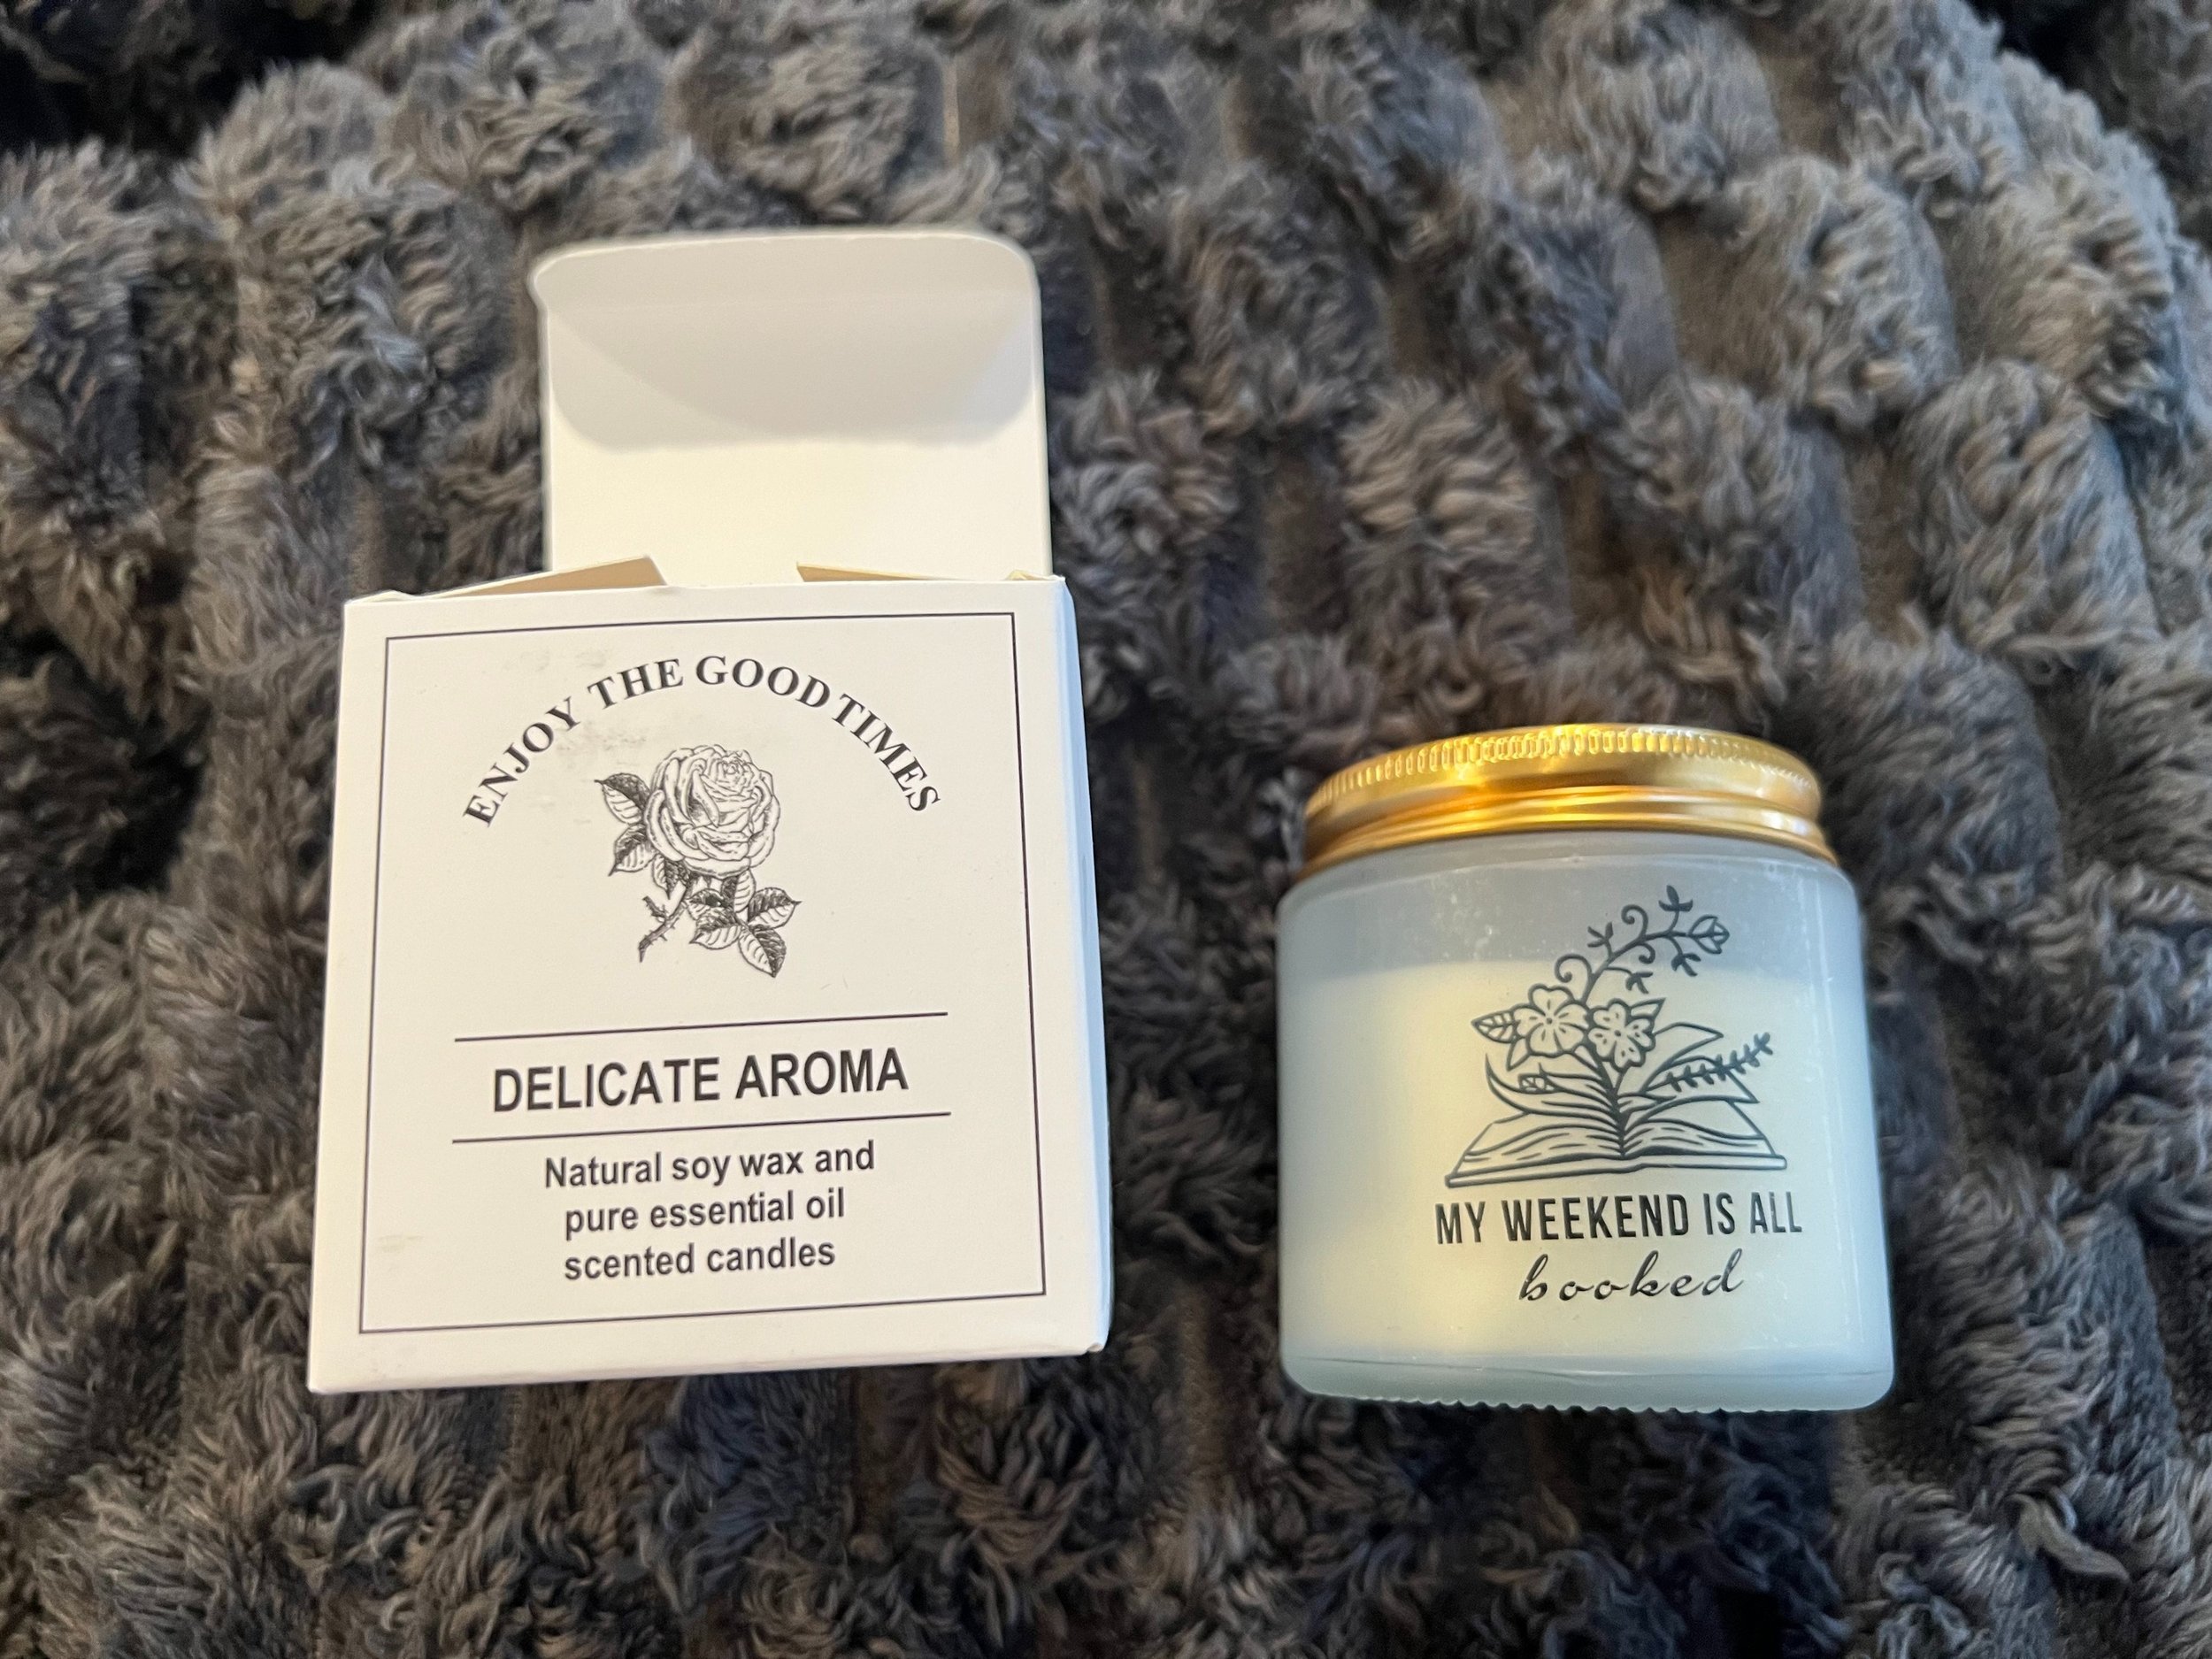 ENJOY THE GOOD TIMES
DELICATE AROMA
Natural soy wax and
pure essential oil
scented candles
MY WEEKEND IS ALL
booked